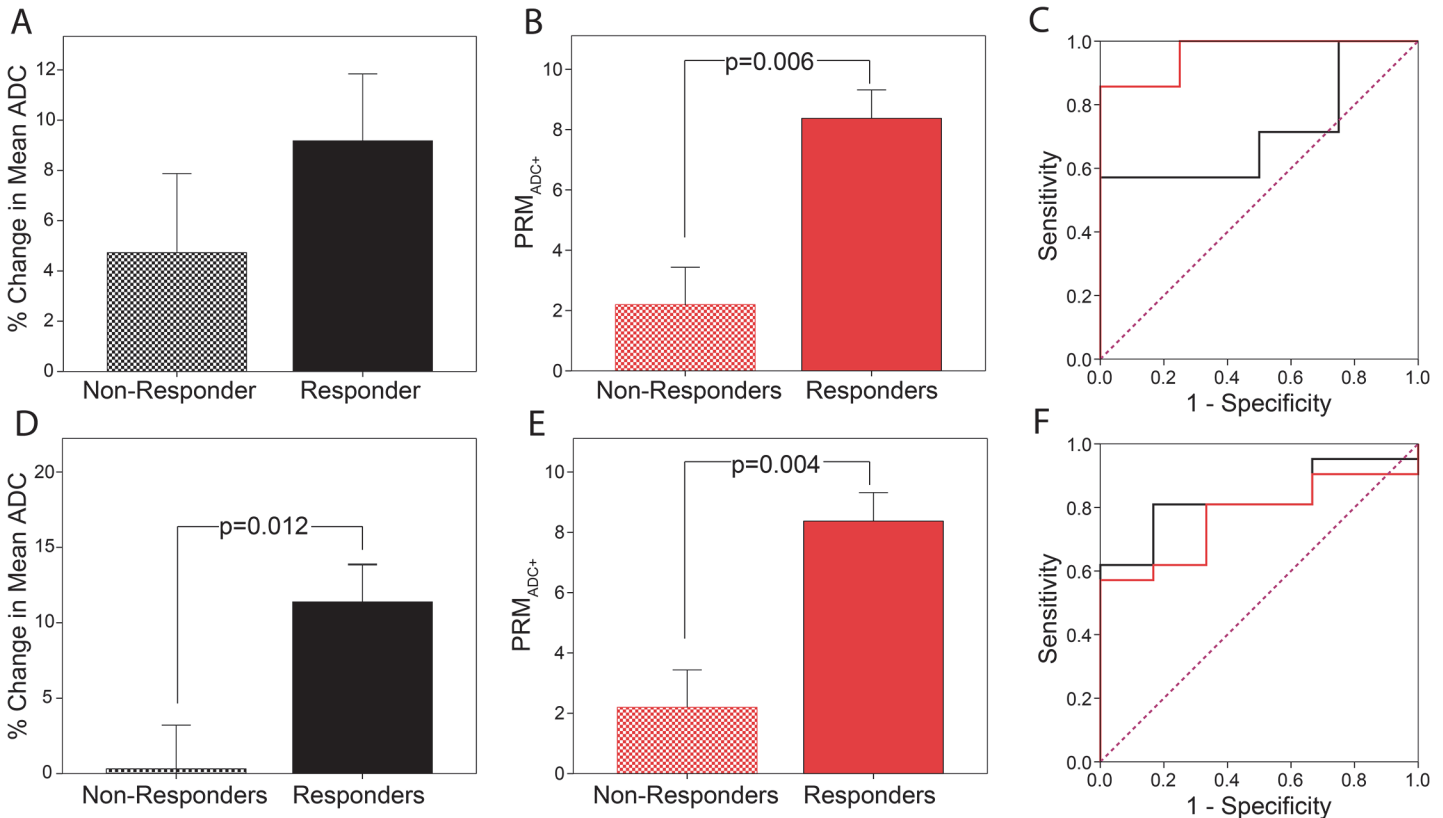 A
% Change in Mean ADC
12
10
8
6
4
2
0
Non-Responder
Responder
B
PRM_ADC+
10
8
6
4
2
0
p=0.006
Non-Responders
Responders
C
Sensitivity
1.0
0.8
0.6
0.4
0.2
0.0
0.0 0.2 0.4 0.6 0.8 1.0
1 - Specificity
D
% Change in Mean ADC
20
15
10
5
0
p=0.012
Non-Responders
Responders
E
PRM_ADC+
10
8
6
4
2
0
p=0.004
Non-Responders
Responders
F
Sensitivity
1.0
0.8
0.6
0.4
0.2
0.0
0.0 0.2 0.4 0.6 0.8 1.0
1 - Specificity